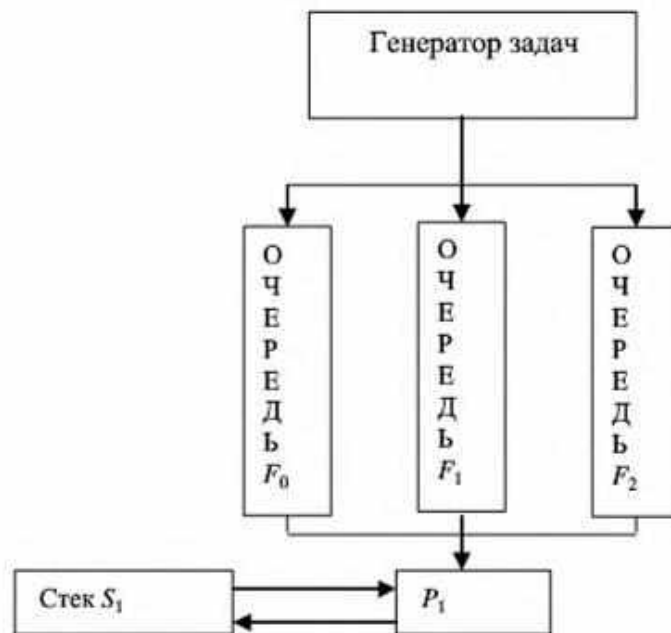 Генератор задач
О
Ч
Е
Р
Е
Д
Ь
F₀
О
Ч
Е
Р
Е
Д
Ь
F₁
О
Ч
Е
Р
Е
Д
Ь
F₂
Стек S₁
P₁